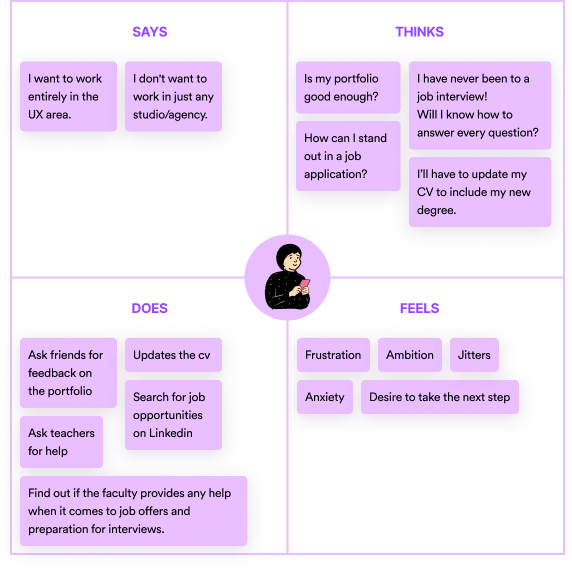 SAYS
I want to work
entirely in the
UX area.
I don't want to
work in just any
studio/agency.
THINKS
Is my portfolio
good enough?
How can I stand
out in a job
application?
I have never been to a
job interview!
Will I know how to
answer every question?
I'll have to update my
CV to include my new
degree.
DOES
Ask friends for
feedback on
the portfolio
Updates the cv
Search for job
opportunities
on Linkedin
Ask teachers
for help
Find out if the faculty provides any help
when it comes to job offers and
preparation for interviews.
FEELS
Frustration
Ambition
Jitters
Anxiety
Desire to take the next step